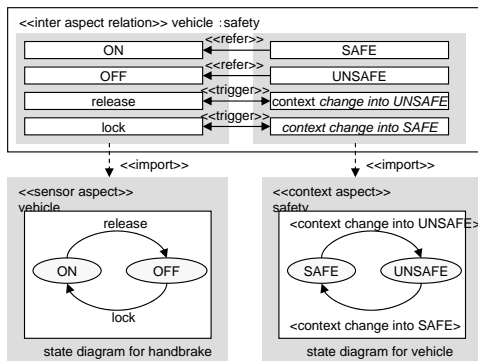 <<inter aspect relation>> vehicle :safety
ON <<refer>> SAFE
OFF <<refer>> UNSAFE
release <<trigger>> context change into UNSAFE
lock <<trigger>> context change into SAFE
<<import>> <<import>>
<<sensor aspect>>
vehicle
release
ON OFF
lock
state diagram for handbrake
<<context aspect>>
safety
<context change into UNSAFE>
SAFE UNSAFE
<context change into SAFE>
state diagram for vehicle